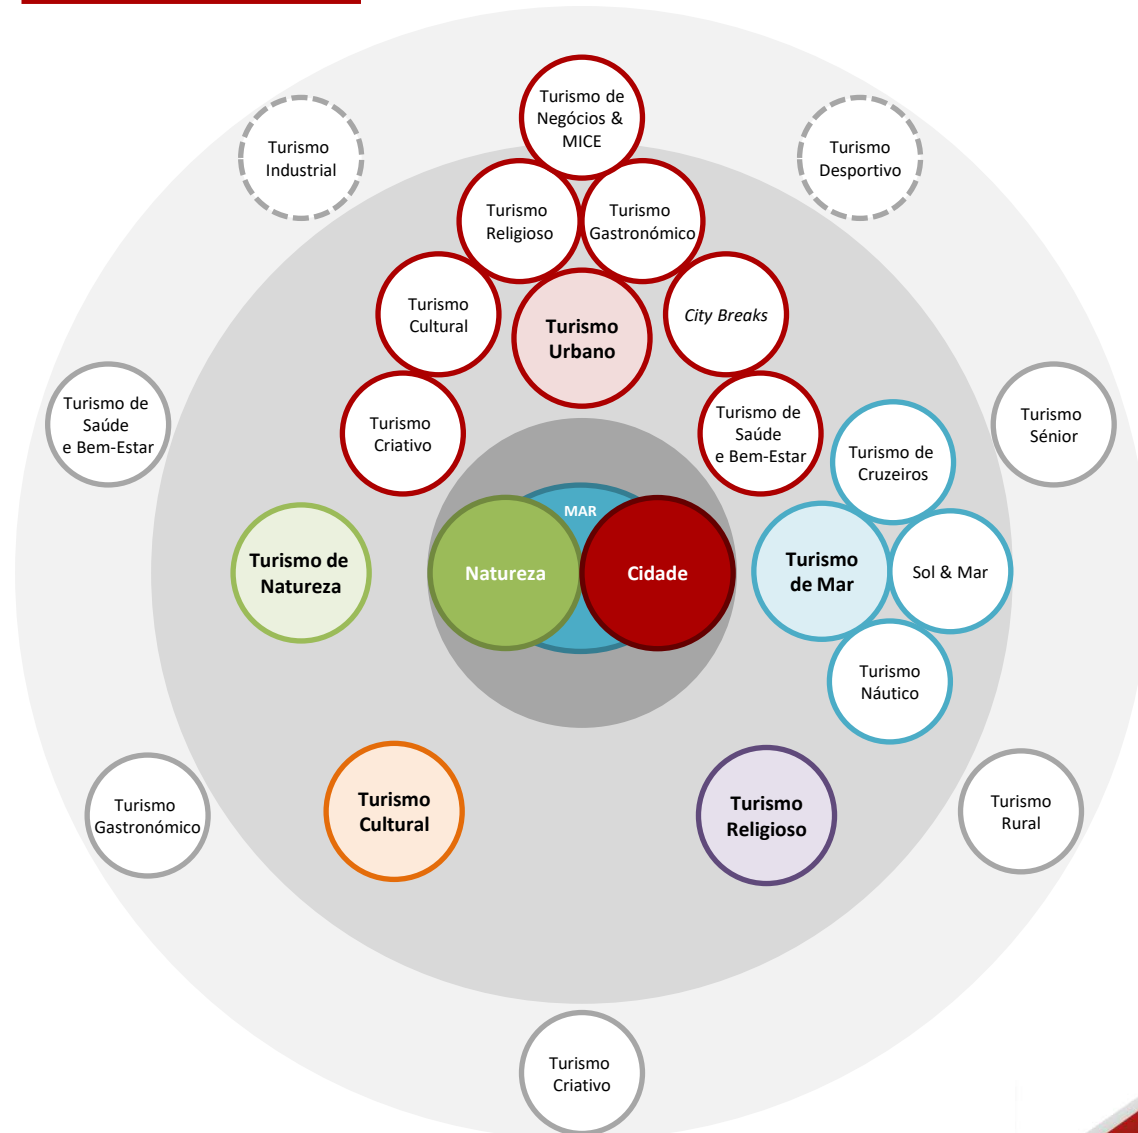 Turismo de
Negócios &
MICE
Turismo
Industrial
Turismo
Desportivo
Turismo
Religioso
Turismo
Gastronómico
Turismo
Cultural
Turismo
Urbano
City Breaks
Turismo de
Saúde
e Bem-Estar
Turismo
Criativo
Turismo de
Saúde
e Bem-Estar
Turismo de
Cruzeiros
Turismo
Sénior
MAR
Turismo de
Natureza
Natureza
Cidade
Turismo
de Mar
Sol & Mar
Turismo
Náutico
Turismo
Gastronómico
Turismo
Cultural
Turismo
Religioso
Turismo
Rural
Turismo
Criativo